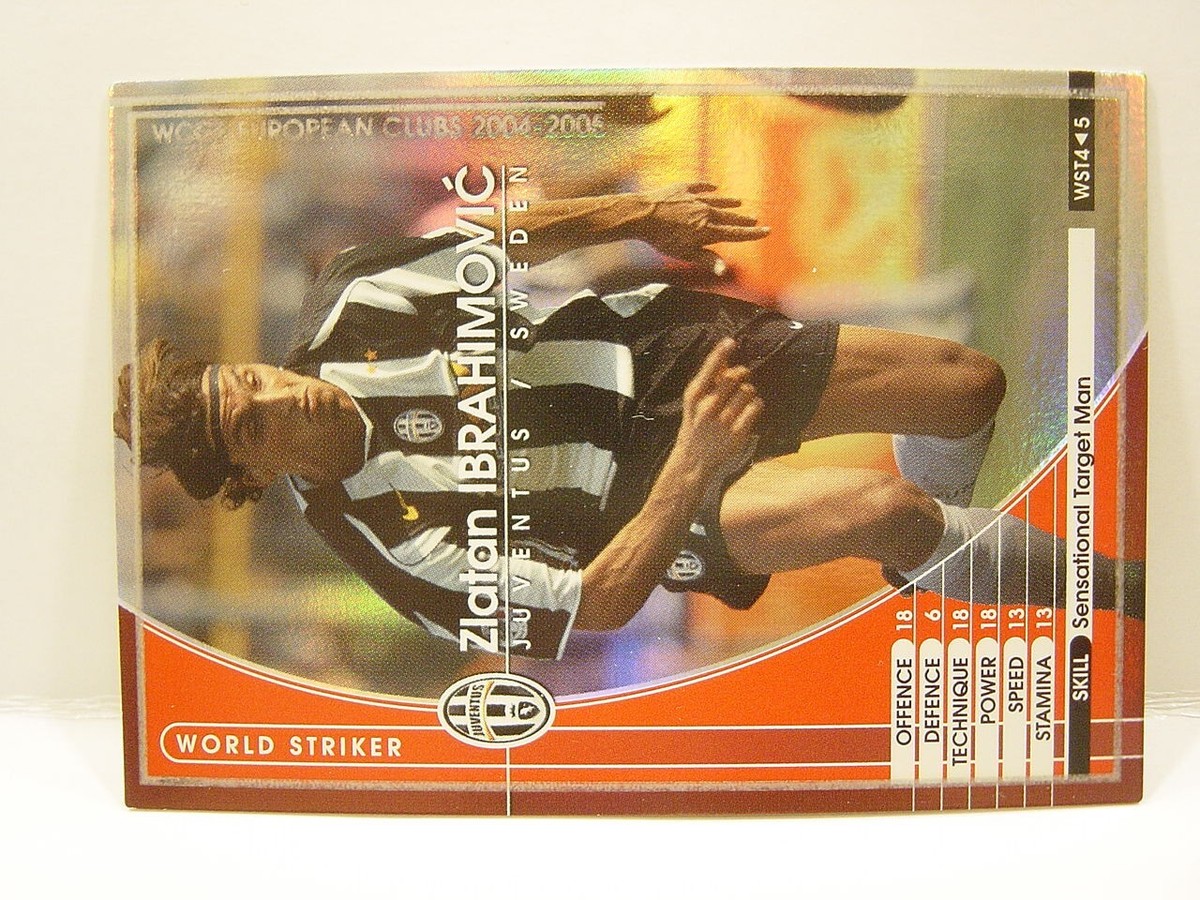 WCCF EUROPEAN CLUBS 2004-2005
Zlatan IBRAHIMOVIĆ
JUVENTUS / SWEDEN
JUVENTUS
WORLD STRIKER
OFFENCE 18
DEFENCE 6
TECHNIQUE 18
POWER 18
SPEED 13
STAMINA 13
SKILL Sensational Target Man
WST4◀5